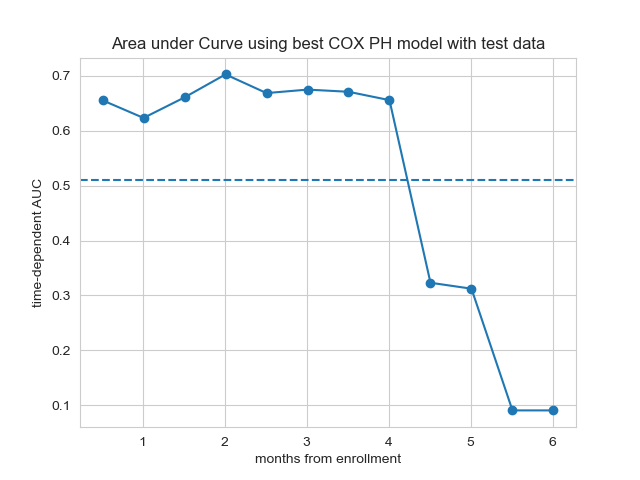 Area under Curve using best COX PH model with test data
time-dependent AUC
0.7
0.6
0.5
0.4
0.3
0.2
0.1
1 2 3 4 5 6
months from enrollment